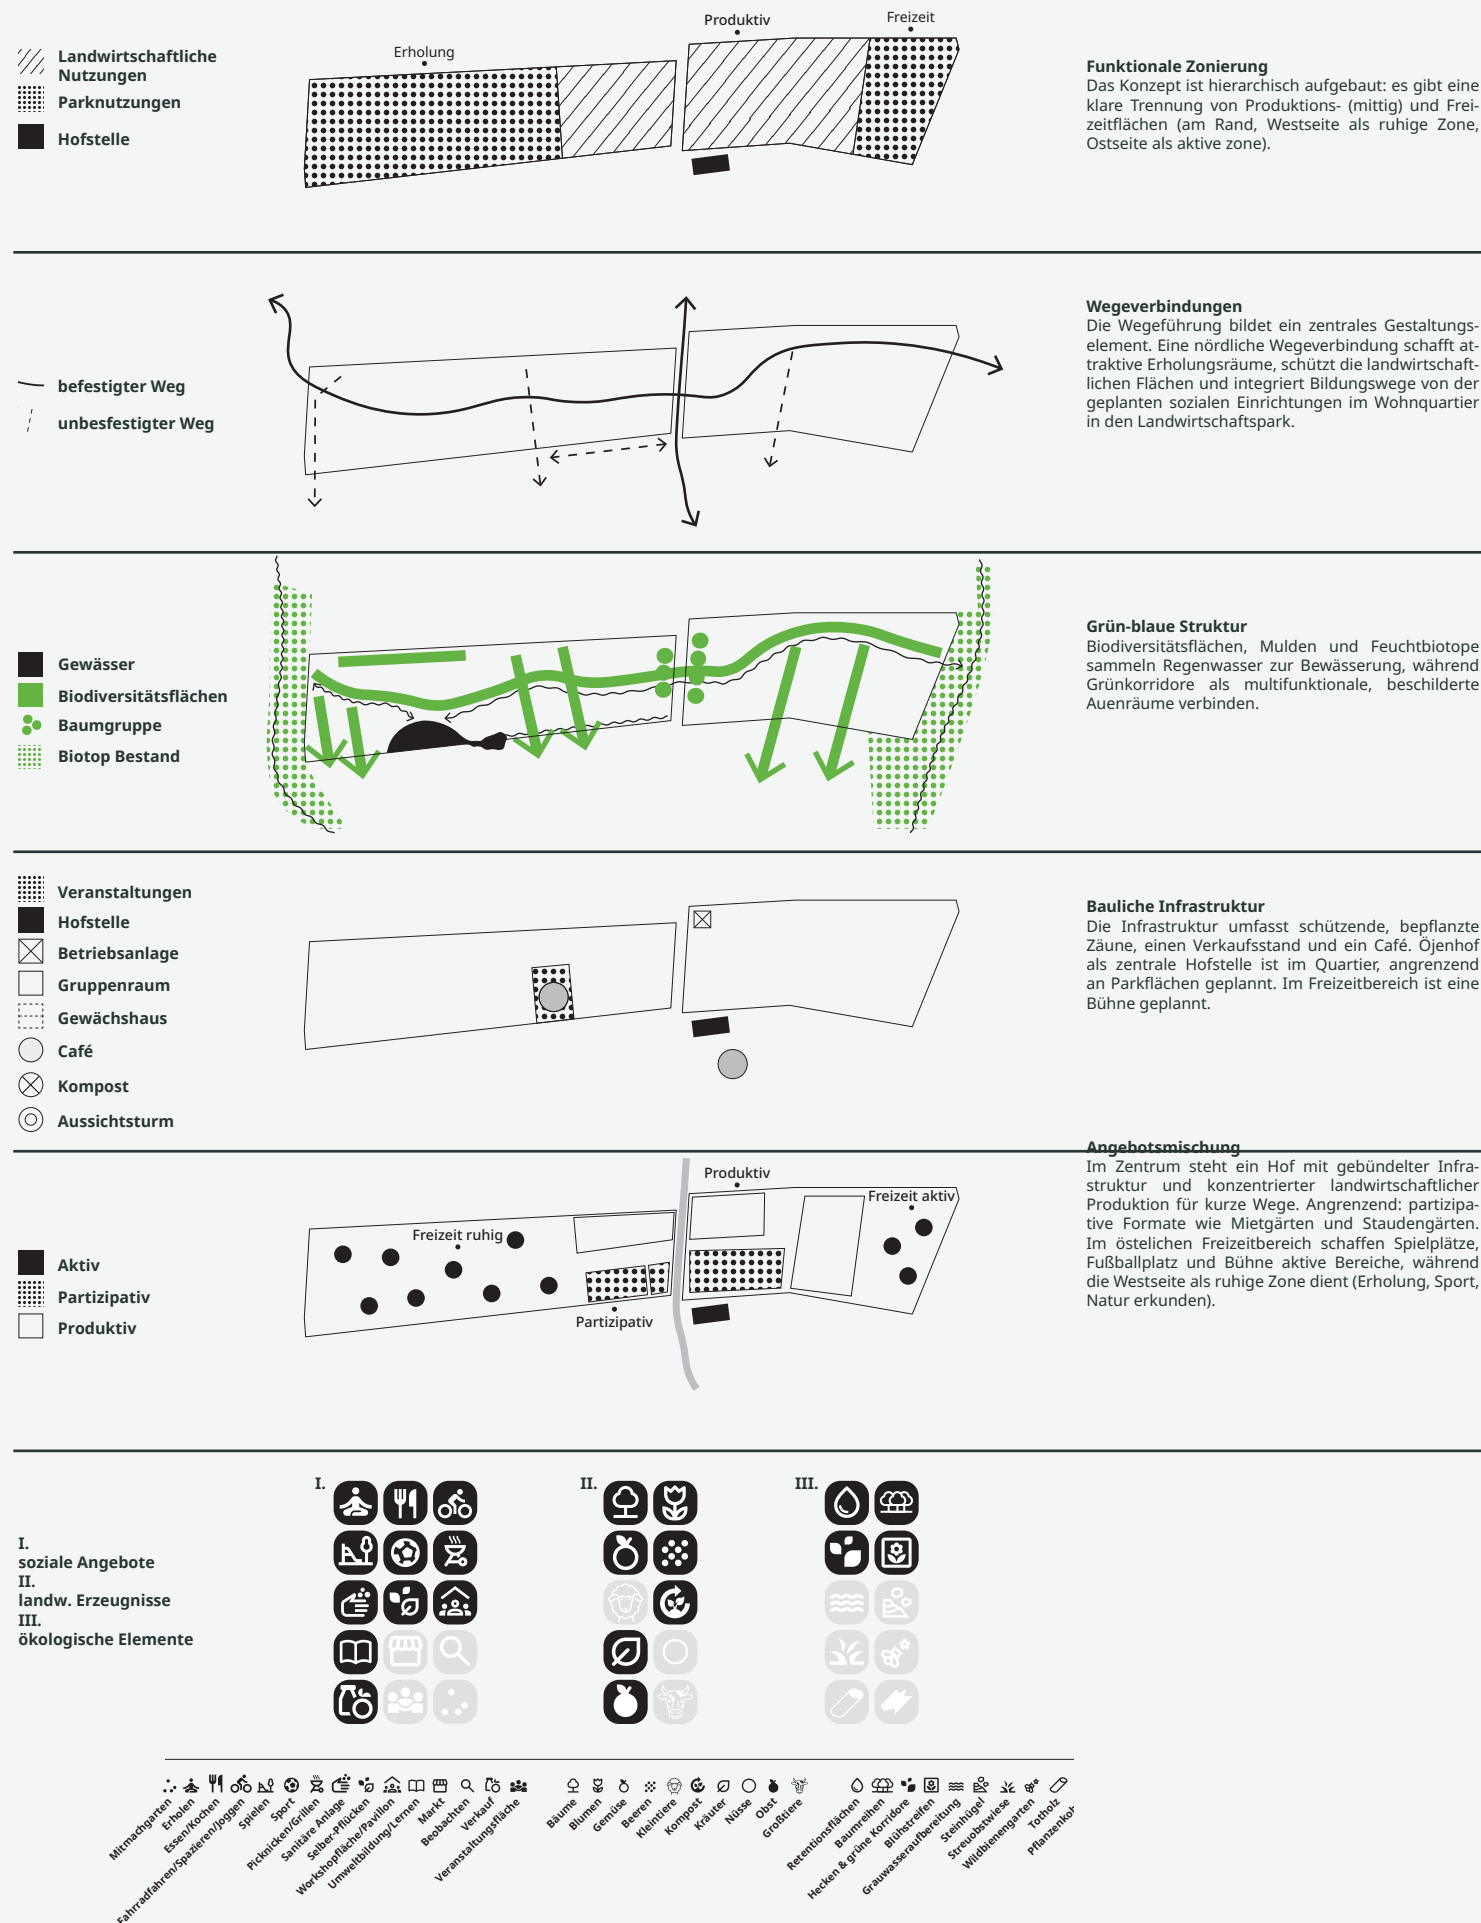 Landwirtschaftliche
Nutzungen
Parknutzungen
Hofstelle
Erholung
Produktiv
Freizeit
Funktionale Zonierung
Das Konzept ist hierarchisch aufgebaut: es gibt eine
klare Trennung von Produktions- (mittig) und Frei-
zeitflächen (am Rand, Westseite als ruhige Zone,
Ostseite als aktive zone).
befestigter Weg
unbesfestigter Weg
Wegeverbindungen
Die Wegeführung bildet ein zentrales Gestaltungs-
element. Eine nördliche Wegeverbindung schafft at-
traktive Erholungsräume, schützt die landwirtschaft-
lichen Flächen und integriert Bildungswege von der
geplanten sozialen Einrichtungen im Wohnquartier
in den Landwirtschaftspark.
Gewässer
Biodiversitätsflächen
Baumgruppe
Biotop Bestand
Grün-blaue Struktur
Biodiversitätsflächen, Mulden und Feuchtbiotope
sammeln Regenwasser zur Bewässerung, während
Grünkorridore als multifunktionale, beschilderte
Auenräume verbinden.
Veranstaltungen
Hofstelle
Betriebsanlage
Gruppenraum
Gewächshaus
Café
Kompost
Aussichtsturm
Bauliche Infrastruktur
Die Infrastruktur umfasst schützende, bepflanzte
Zäune, einen Verkaufsstand und ein Café. Öjenhof
als zentrale Hofstelle ist im Quartier, angrenzend
an Parkflächen geplannt. Im Freizeitbereich ist eine
Bühne geplannt.
Aktiv
Partizipativ
Produktiv
Freizeit ruhig
Partizipativ
Produktiv
Freizeit aktiv
Angebotsmischung
Im Zentrum steht ein Hof mit gebündelter Infra-
struktur und konzentrierter landwirtschaftlicher
Produktion für kurze Wege. Angrenzend: partizipa-
tive Formate wie Mietgärten und Staudengärten.
Im östelichen Freizeitbereich schaffen Spielplätze,
Fußballplatz und Bühne aktive Bereiche, während
die Westseite als ruhige Zone dient (Erholung, Sport,
Natur erkunden).
I.
soziale Angebote
II.
landw. Erzeugnisse
III.
ökologische Elemente
I.
II.
III.
Mitmachgarten
Erholen
Essen/Kochen
Fahrradfahren/Spazieren/Joggen
Spielen
Sport
Picknicken/Grillen
Sanitäre Anlage
Selber-Pflücken
Workshopfläche/Pavillon
Umweltbildung/Lernen
Markt
Beobachten
Verkauf
Veranstaltungsfläche
Bäume
Blumen
Gemüse
Beeren
Kleintiere
Kompost
Kräuter
Nüsse
Obst
Großtiere
Retentionsflächen
Baumreihen
Hecken & grüne Korridore
Blühstreifen
Grauwasseraufbereitung
Steinhügel
Streuobstwiese
Wildbienengarten
Totholz
Pflanzenkoh